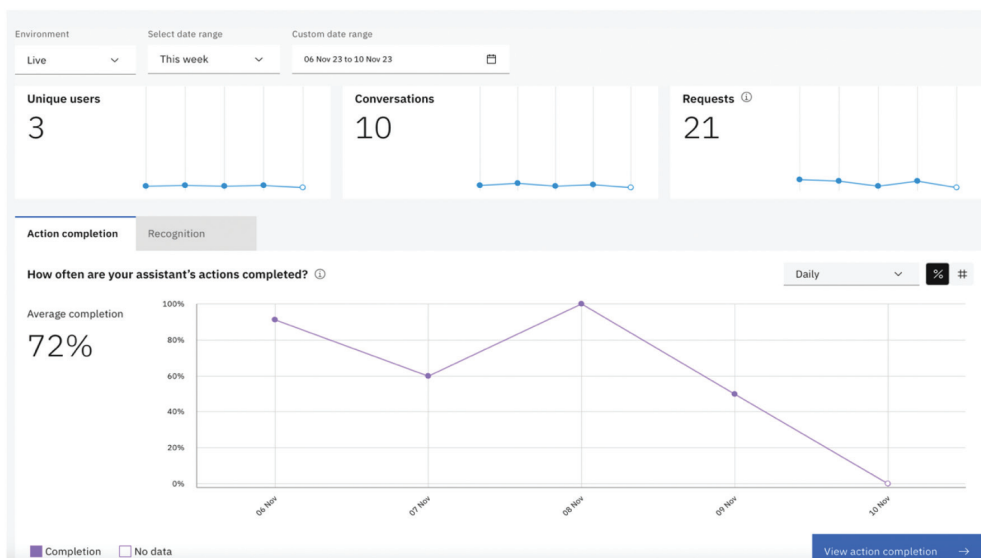 Environment Select date range Custom date range
Live This week 06 Nov 23 to 10 Nov 23
Unique users Conversations Requests
3 10 21
Action completion Recognition
How often are your assistant's actions completed? Daily % #
Average completion
72%
100%
80%
60%
40%
20%
0%
06 Nov 07 Nov 08 Nov 09 Nov 10 Nov
Completion No data View action completion →